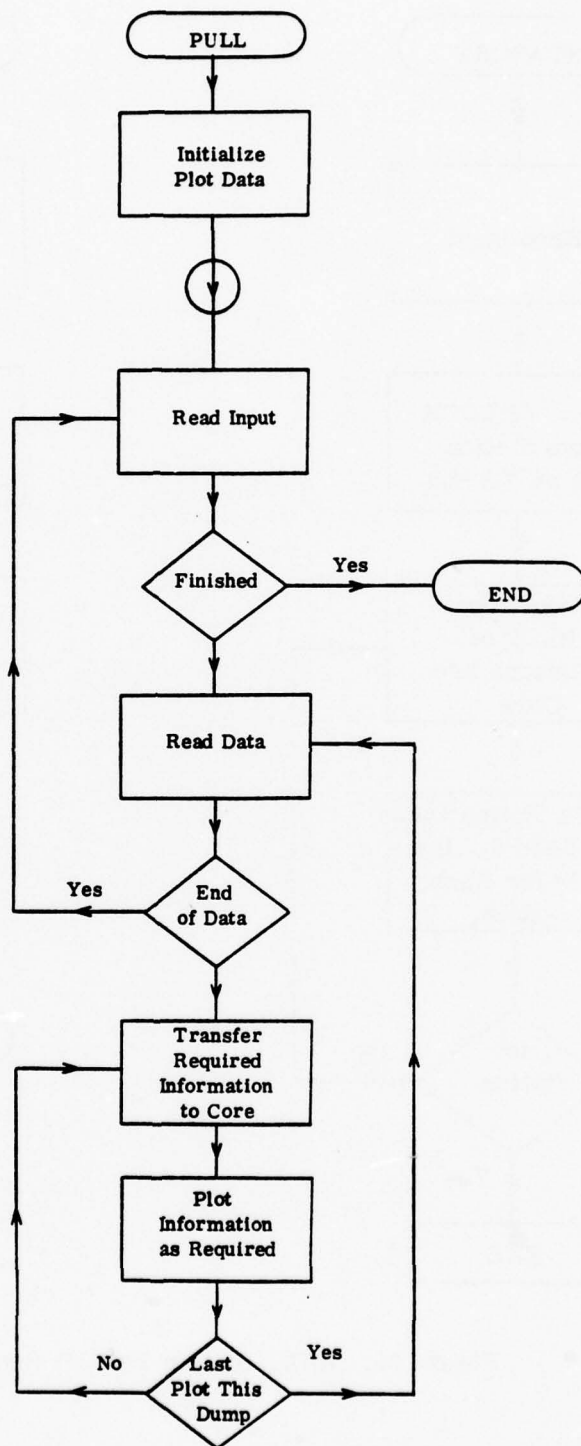 PULL
Initialize
Plot Data
Read Input
Finished
Yes
END
Read Data
Yes
End
of Data
Transfer
Required
Information
to Core
Plot
Information
as Required
No
Last
Plot This
Dump
Yes